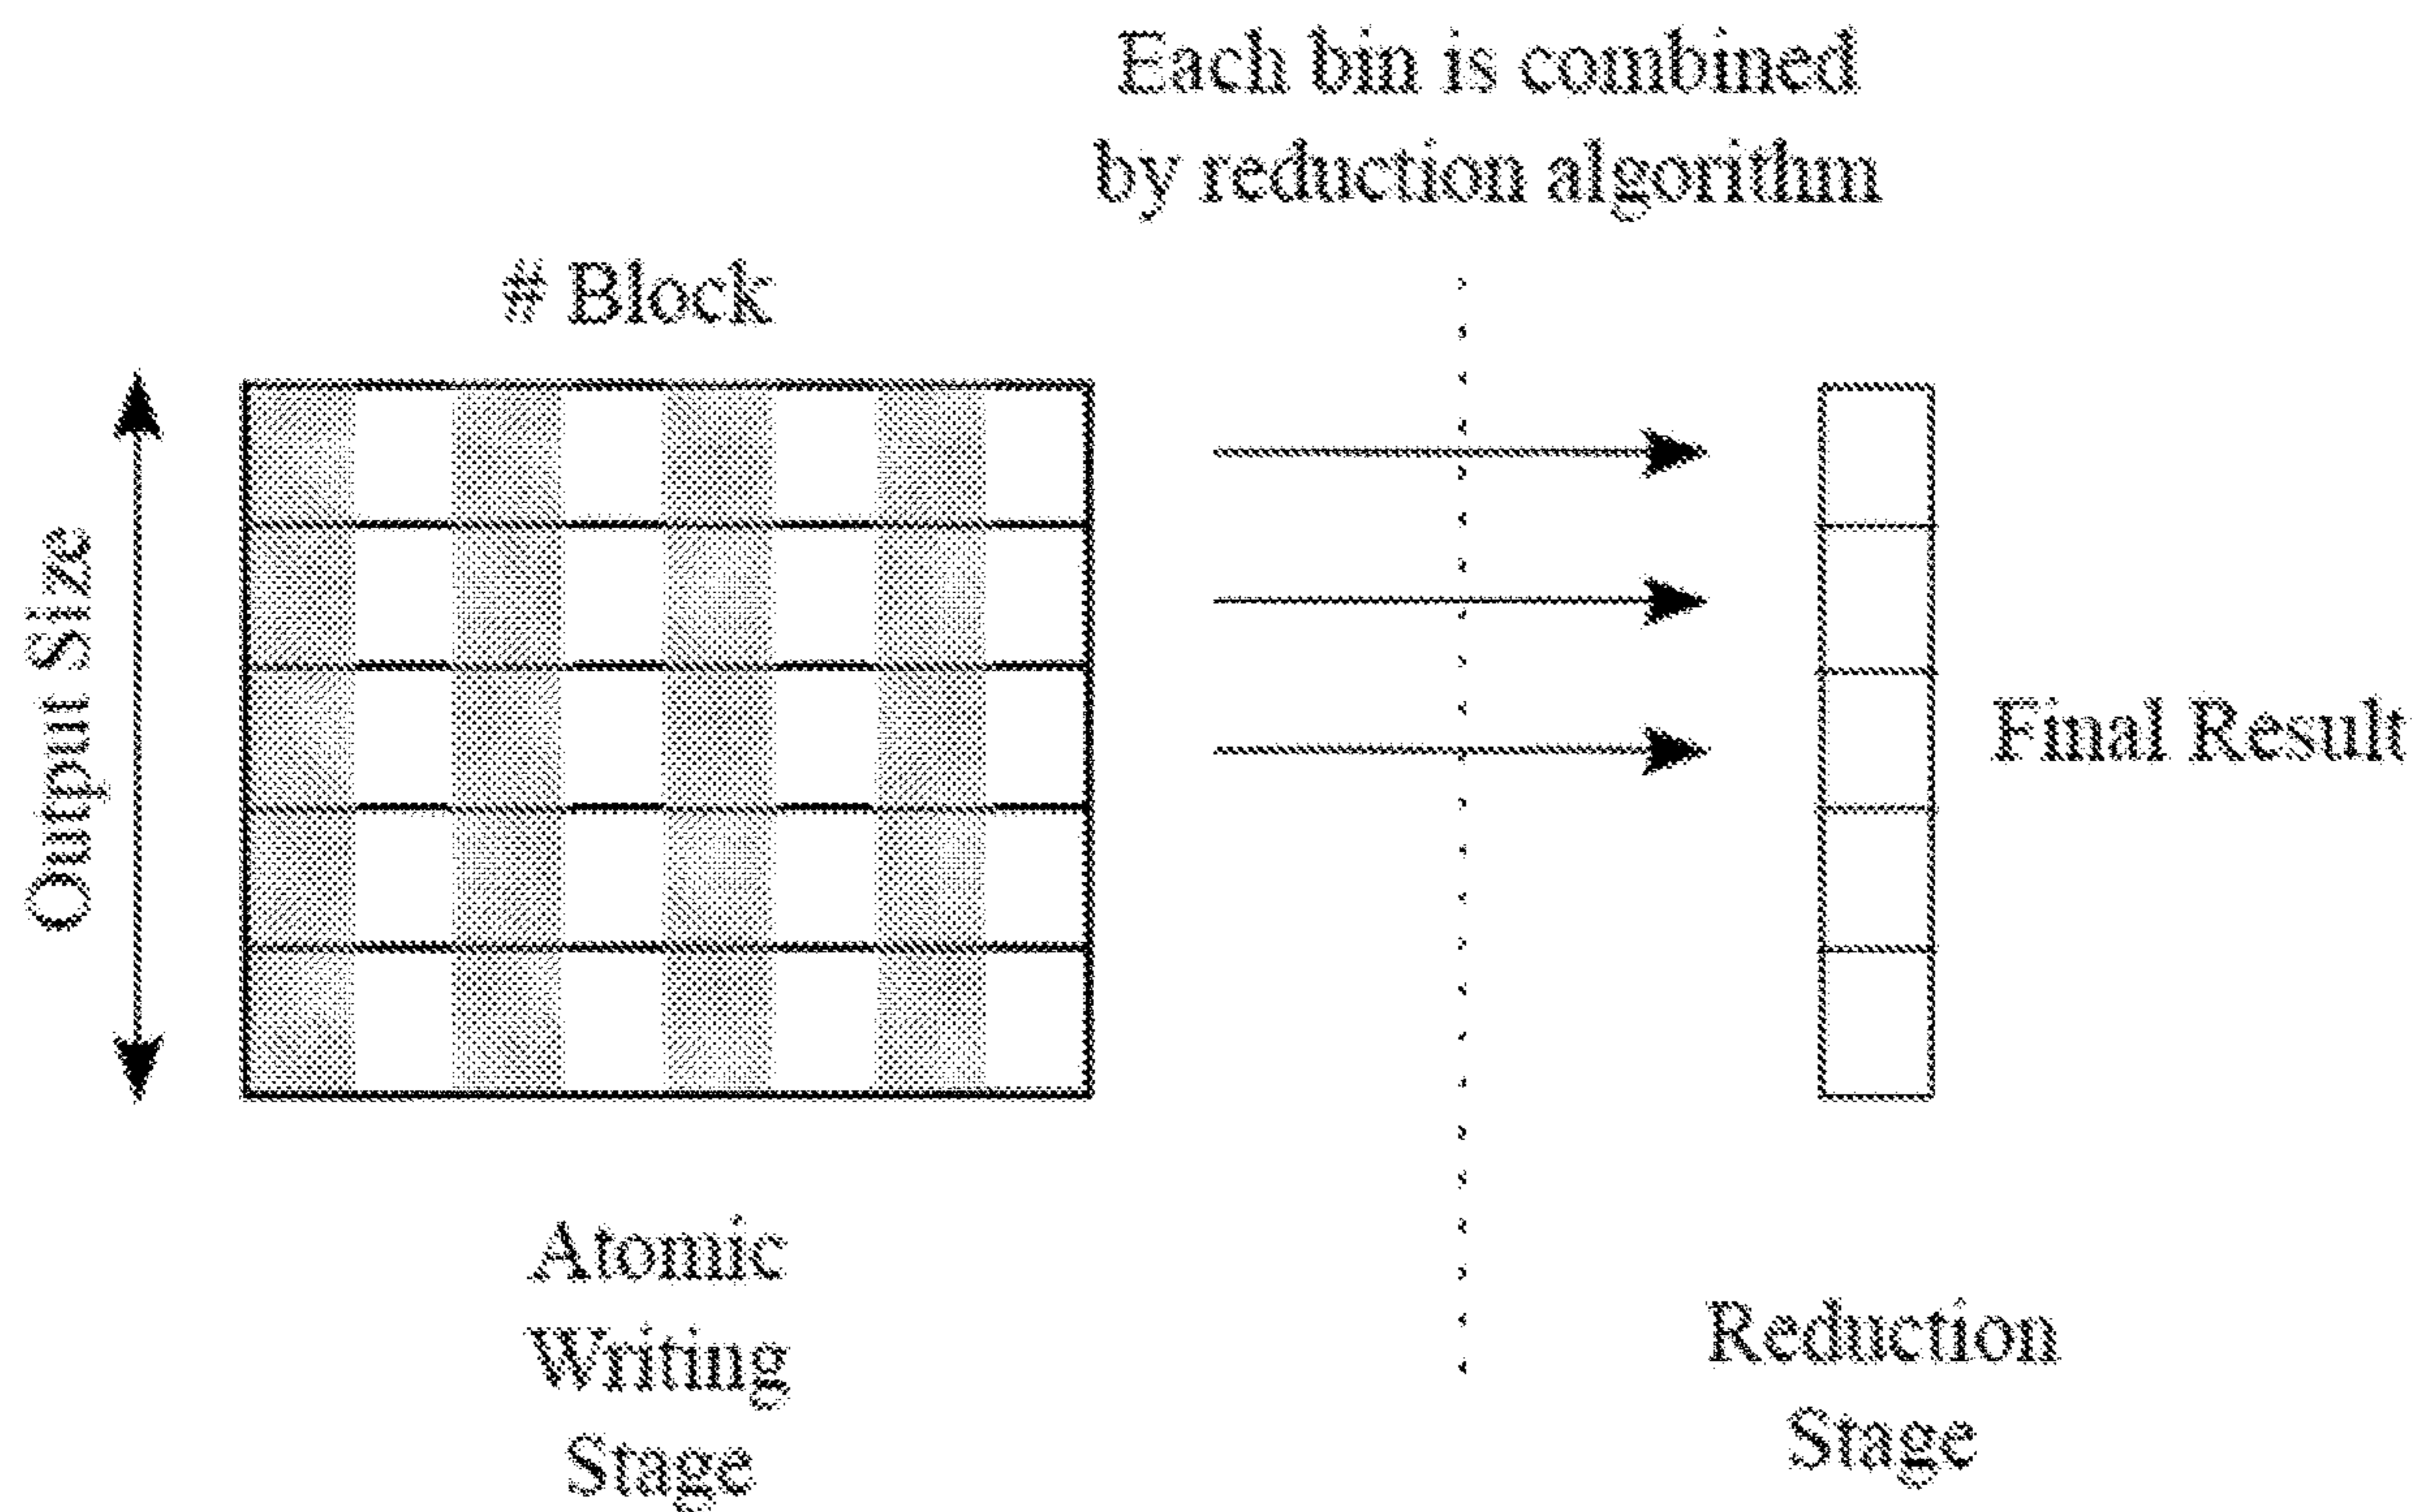 Each bin is combined
by reduction algorithm
# Block
Output Size
Final Result
Atomic
Writing
Stage
Reduction
Stage